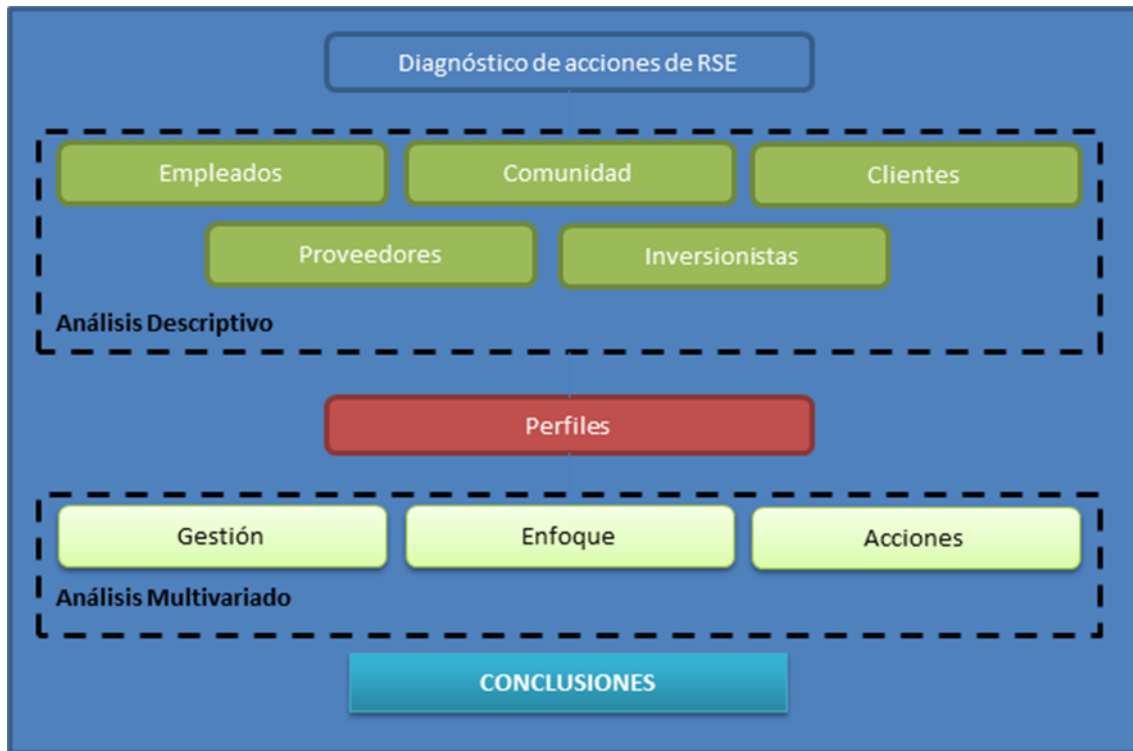 Diagnóstico de acciones de RSE
Empleados
Comunidad
Clientes
Proveedores
Inversionistas
Análisis Descriptivo
Perfiles
Gestión
Enfoque
Acciones
Análisis Multivariado
CONCLUSIONES